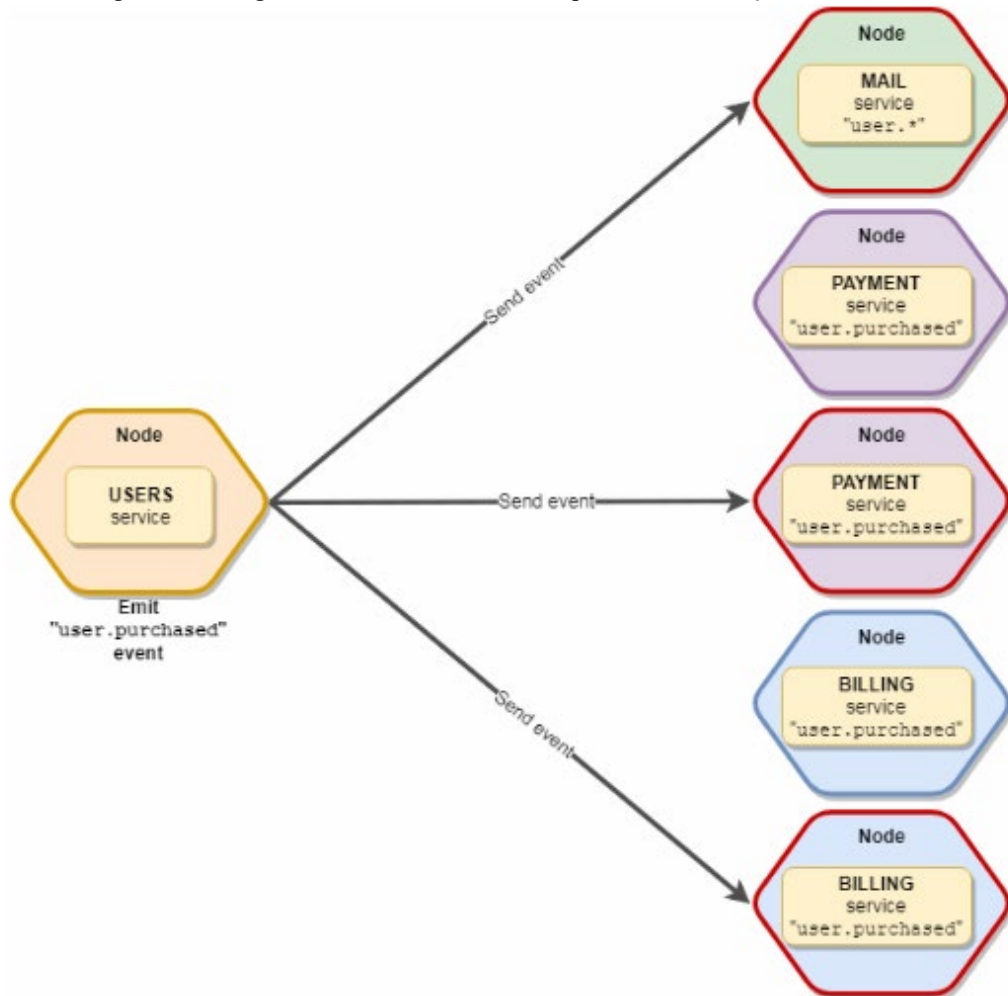 Node
MAIL
service
"user.*"
Node
PAYMENT
service
"user.purchased"
Node
PAYMENT
service
"user.purchased"
Node
BILLING
service
"user.purchased"
Node
BILLING
service
"user.purchased"
Send event
Send event
Send event
Node
USERS
service
Emit
"user.purchased"
event